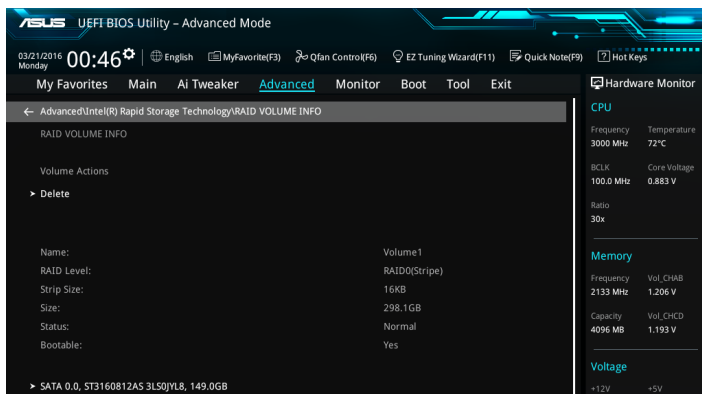 ASUS UEFI BIOS Utility – Advanced Mode
03/21/2016 Monday 00:46 English MyFavorite(F3) Qfan Control(F6) EZ Tuning Wizard(F11) Quick Note(F9) ? Hot Keys
My Favorites Main Ai Tweaker Advanced Monitor Boot Tool Exit
← Advanced\Intel(R) Rapid Storage Technology\RAID VOLUME INFO
RAID VOLUME INFO
Volume Actions
➤ Delete
Name: Volume1
RAID Level: RAID0(Stripe)
Strip Size: 16KB
Size: 298.1GB
Status: Normal
Bootable: Yes
➤ SATA 0.0, ST3160812AS 3LS0JYL8, 149.0GB
Hardware Monitor
CPU
Frequency Temperature
3000 MHz 72°C
BCLK Core Voltage
100.0 MHz 0.883 V
Ratio
30x
Memory
Frequency Vol_CHAB
2133 MHz 1.206 V
Capacity Vol_CHCD
4096 MB 1.193 V
Voltage
+12V +5V